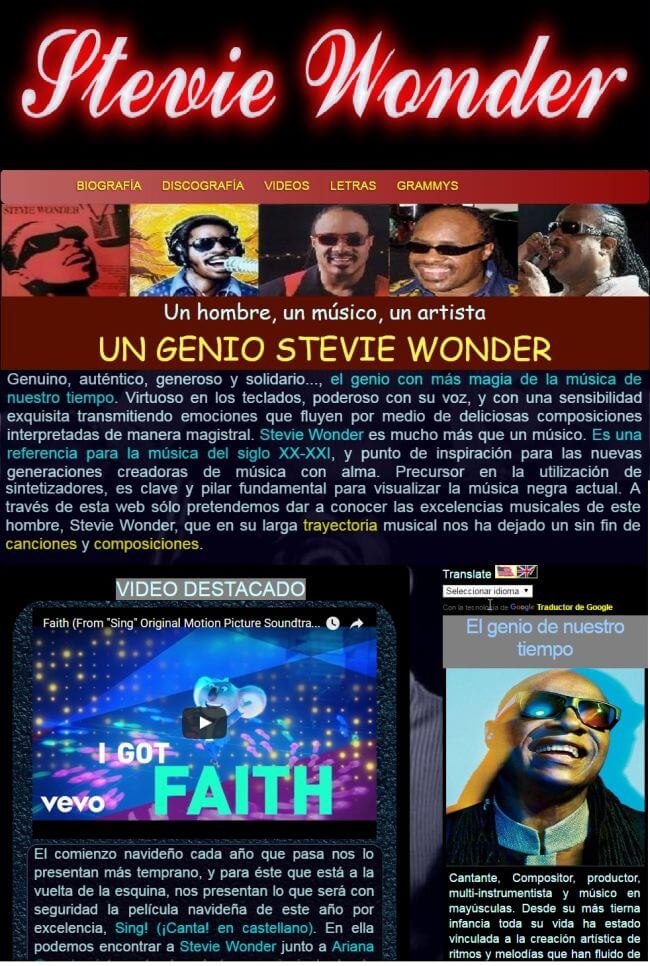 Stevie Wonder
BIOGRAFÍA DISCOGRAFÍA VIDEOS LETRAS GRAMMYS
STEVIE WONDER
Un hombre, un músico, un artista
UN GENIO STEVIE WONDER
Genuino, auténtico, generoso y solidario..., el genio con más magia de la música de
nuestro tiempo. Virtuoso en los teclados, poderoso con su voz, y con una sensibilidad
exquisita transmitiendo emociones que fluyen por medio de deliciosas composiciones
interpretadas de manera magistral. Stevie Wonder es mucho más que un músico. Es una
referencia para la música del siglo XX-XXI, y punto de inspiración para las nuevas
generaciones creadoras de música con alma. Precursor en la utilización de
sintetizadores, es clave y pilar fundamental para visualizar la música negra actual. A
través de esta web sólo pretendemos dar a conocer las excelencias musicales de este
hombre, Stevie Wonder, que en su larga trayectoria musical nos ha dejado un sin fin de
canciones y composiciones.
VIDEO DESTACADO
Faith (From "Sing" Original Motion Picture Soundtra...
I GOT
FAITH
vevo
El comienzo navideño cada año que pasa nos lo
presentan más temprano, y para éste que está a la
vuelta de la esquina, nos presentan lo que será con
seguridad la película navideña de este año por
excelencia, Sing! (¡Canta! en castellano). En ella
podemos encontrar a Stevie Wonder junto a Ariana
Translate
Seleccionar idioma
Con la tecnología de Google Traductor de Google
El genio de nuestro
tiempo
Cantante, Compositor, productor,
multi-instrumentista y músico en
mayúsculas. Desde su más tierna
infancia toda su vida ha estado
vinculada a la creación artística de
ritmos y melodías que han fluido de